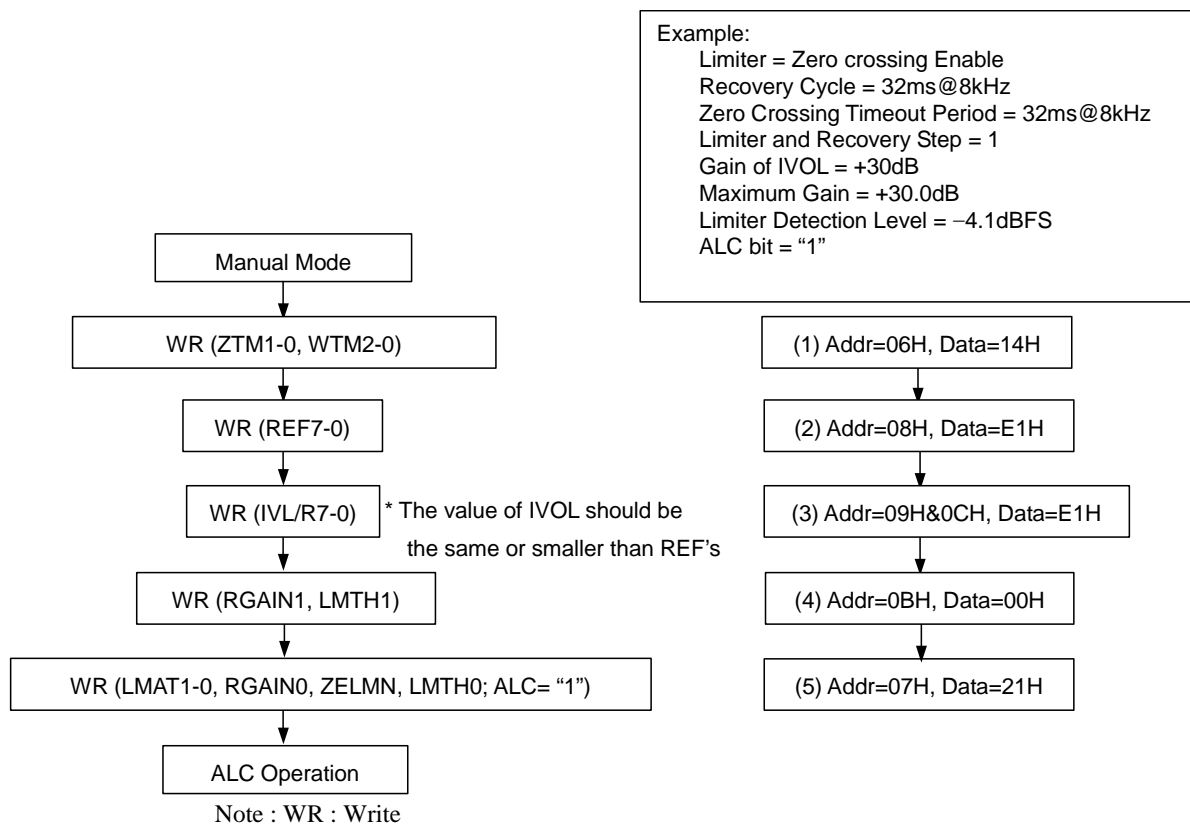 Example:
Limiter = Zero crossing Enable
Recovery Cycle = 32ms@8kHz
Zero Crossing Timeout Period = 32ms@8kHz
Limiter and Recovery Step = 1
Gain of IVOL = +30dB
Maximum Gain = +30.0dB
Limiter Detection Level = −4.1dBFS
ALC bit = “1”
Manual Mode
WR (ZTM1-0, WTM2-0)
WR (REF7-0)
WR (IVL/R7-0)
* The value of IVOL should be
the same or smaller than REF’s
WR (RGAIN1, LMTH1)
WR (LMAT1-0, RGAIN0, ZELMN, LMTH0; ALC= “1”)
ALC Operation
Note : WR : Write
(1) Addr=06H, Data=14H
(2) Addr=08H, Data=E1H
(3) Addr=09H&0CH, Data=E1H
(4) Addr=0BH, Data=00H
(5) Addr=07H, Data=21H